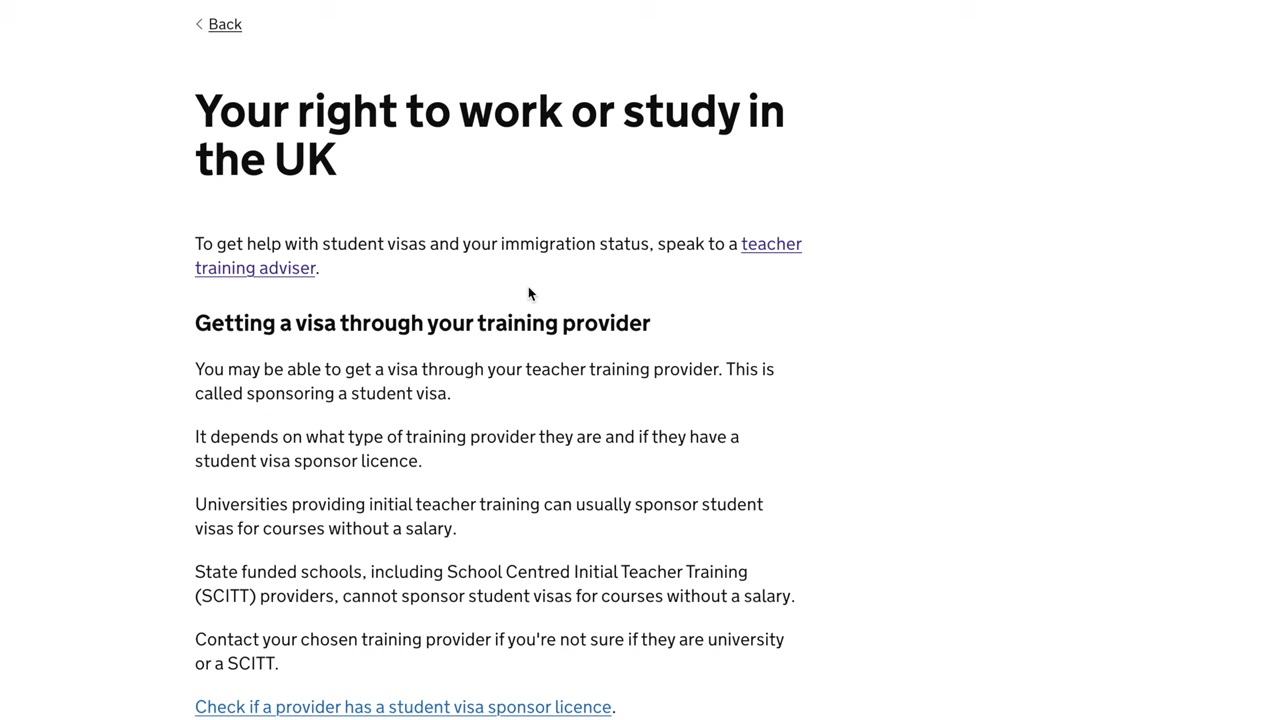 Back
Your right to work or study in
the UK
To get help with student visas and your immigration status, speak to a teacher
training adviser.
Getting a visa through your training provider
You may be able to get a visa through your teacher training provider. This is
called sponsoring a student visa.
It depends on what type of training provider they are and if they have a
student visa sponsor licence.
Universities providing initial teacher training can usually sponsor student
visas for courses without a salary.
State funded schools, including School Centred Initial Teacher Training
(SCITT) providers, cannot sponsor student visas for courses without a salary.
Contact your chosen training provider if you're not sure if they are university
or a SCITT.
Check if a provider has a student visa sponsor licence.